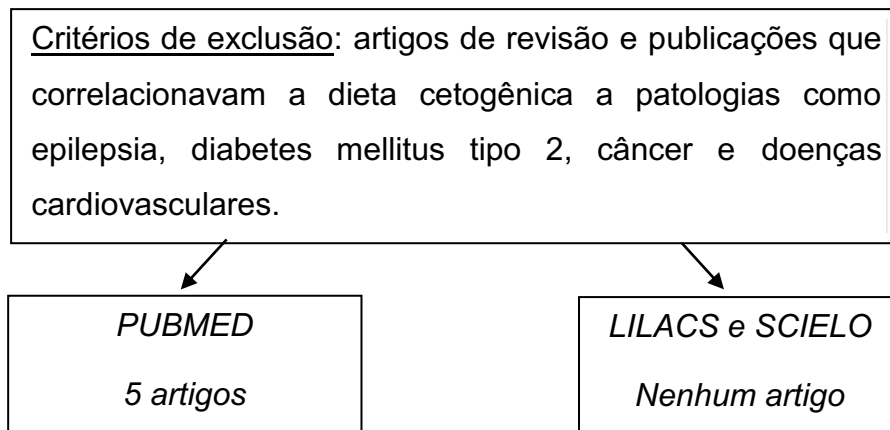 Critérios de exclusão: artigos de revisão e publicações que
correlacionavam a dieta cetogênica a patologias como
epilepsia, diabetes mellitus tipo 2, câncer e doenças
cardiovasculares.
PUBMED
5 artigos
LILACS e SCIELO
Nenhum artigo